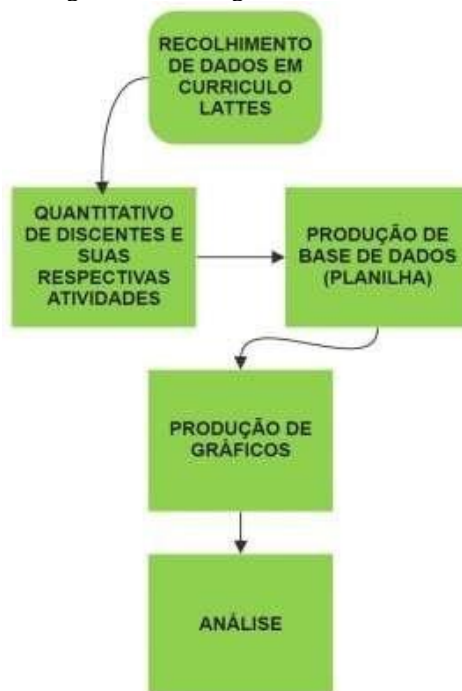 RECOLHIMENTO
DE DADOS EM
CURRICULO
LATTES
QUANTITATIVO
DE DISCENTES E
SUAS
RESPECTIVAS
ATIVIDADES
PRODUÇÃO DE
BASE DE DADOS
(PLANILHA)
PRODUÇÃO DE
GRÁFICOS
ANÁLISE